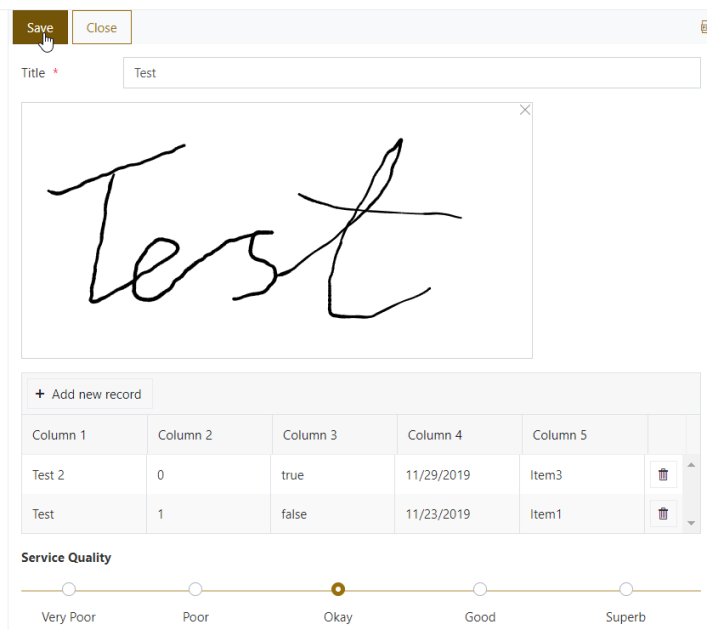 Save Close
Title * Test
Test
+ Add new record
Column 1 Column 2 Column 3 Column 4 Column 5
Test 2 0 true 11/29/2019 Item3
Test 1 false 11/23/2019 Item1
Service Quality
Very Poor Poor Okay Good Superb